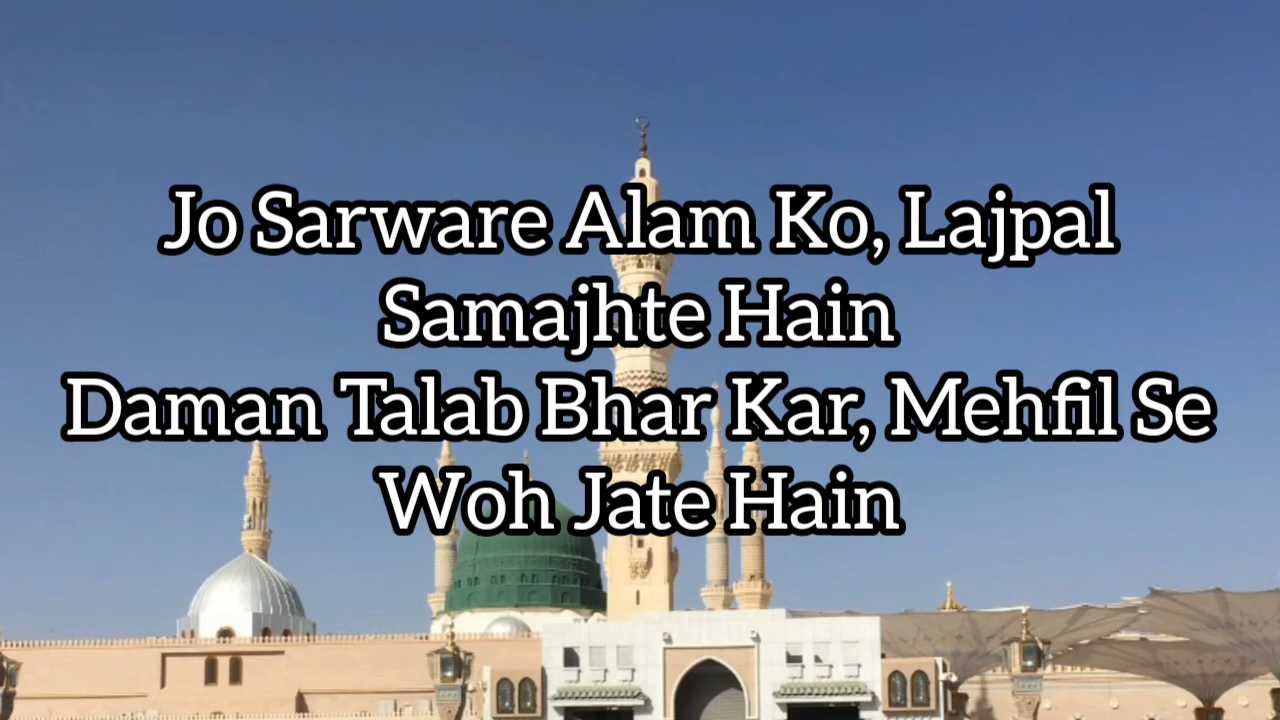 Jo Sarware Alam Ko, Lajpal
Samajhte Hain
Daman Talab Bhar Kar, Mehfil Se
Woh Jate Hain